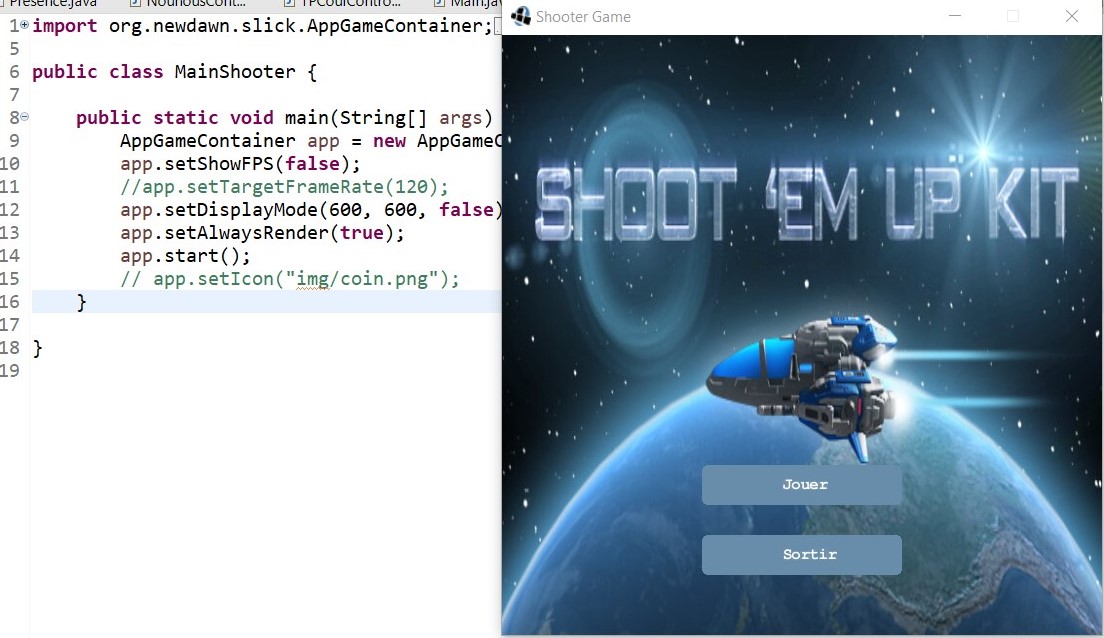 Presence.java
TPCoulContro...
Main.jav
1 import org.newdawn.slick.AppGameContainer;
5
6 public class MainShooter {
7
8 public static void main(String[] args)
9 AppGameContainer app = new AppGameC
10 app.setShowFPS(false);
11 //app.setTargetFrameRate(120);
12 app.setDisplayMode(600, 600, false)
13 app.setAlwaysRender(true);
14 app.start();
15 // app.setIcon("img/coin.png");
16 }
17
18 }
19
Shooter Game
SHOOT 'EM UP KIT
Jouer
Sortir